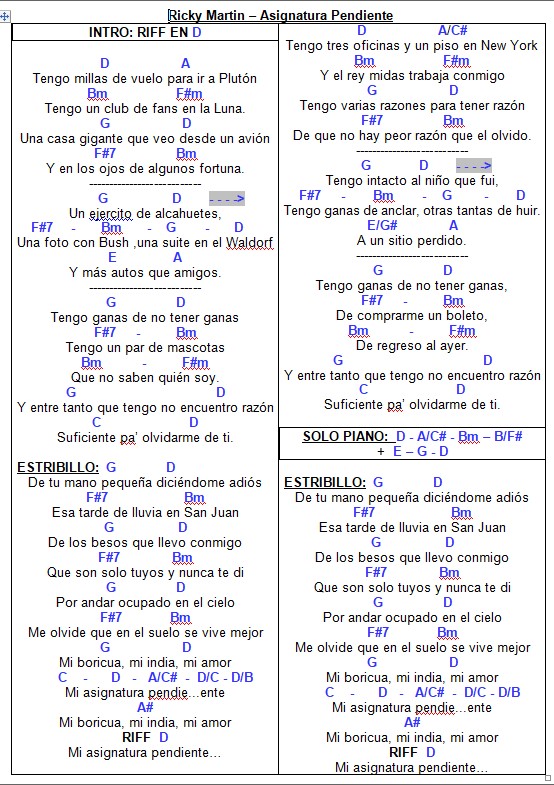 Ricky Martin – Asignatura Pendiente
INTRO: RIFF EN D
D A
Tengo millas de vuelo para ir a Plutón
Bm F#m
Tengo un club de fans en la Luna.
G D
Una casa gigante que veo desde un avión
F#7 Bm
Y en los ojos de algunos fortuna.
--------------------------
G D - - - ->
Un ejercito de alcahuetes,
F#7 - Bm - G - D
Una foto con Bush ,una suite en el Waldorf
E A
Y más autos que amigos.
--------------------------
G D
Tengo ganas de no tener ganas
F#7 - Bm
Tengo un par de mascotas
Bm - F#m
Que no saben quién soy.
G D
Y entre tanto que tengo no encuentro razón
C D
Suficiente pa’ olvidarme de ti.
ESTRIBILLO: G D
De tu mano pequeña diciéndome adiós
F#7 Bm
Esa tarde de lluvia en San Juan
G D
De los besos que llevo conmigo
F#7 Bm
Que son solo tuyos y nunca te di
G D
Por andar ocupado en el cielo
F#7 Bm
Me olvide que en el suelo se vive mejor
G D
Mi boricua, mi india, mi amor
C - D - A/C# - D/C - D/B
Mi asignatura pendie...ente
A#
Mi boricua, mi india, mi amor
RIFF D
Mi asignatura pendiente...
D A/C#
Tengo tres oficinas y un piso en New York
Bm F#m
Y el rey midas trabaja conmigo
G D
Tengo varias razones para tener razón
F#7 Bm
De que no hay peor razón que el olvido.
--------------------------
G D - - - ->
Tengo intacto al niño que fui,
F#7 - Bm - G - D
Tengo ganas de anclar, otras tantas de huir.
E/G# A
A un sitio perdido.
--------------------------
G D
Tengo ganas de no tener ganas,
F#7 - Bm
De comprarme un boleto,
Bm - F#m
De regreso al ayer.
G D
Y entre tanto que tengo no encuentro razón
C D
Suficiente pa’ olvidarme de ti.
SOLO PIANO: D - A/C# - Bm – B/F#
+ E – G - D
ESTRIBILLO: G D
De tu mano pequeña diciéndome adiós
F#7 Bm
Esa tarde de lluvia en San Juan
G D
De los besos que llevo conmigo
F#7 Bm
Que son solo tuyos y nunca te di
G D
Por andar ocupado en el cielo
F#7 Bm
Me olvide que en el suelo se vive mejor
G D
Mi boricua, mi india, mi amor
C - D - A/C# - D/C - D/B
Mi asignatura pendie...ente
A#
Mi boricua, mi india, mi amor
RIFF D
Mi asignatura pendiente...